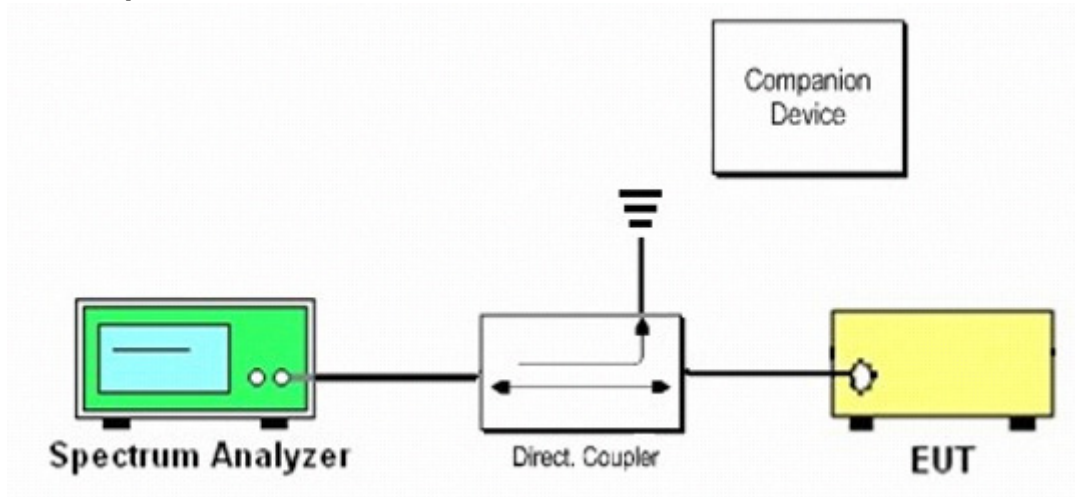 Companion
Device
Spectrum Analyzer
Direct. Coupler
EUT